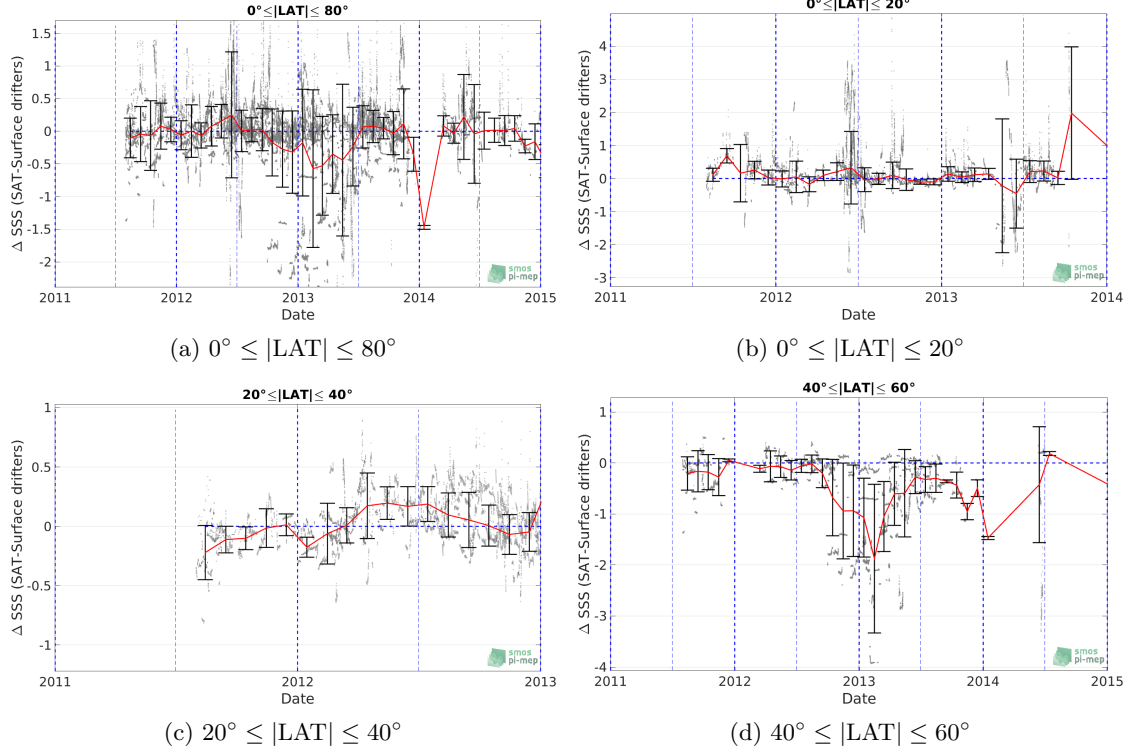 0°≤|LAT|≤ 80°
Δ SSS (SAT-Surface drifters)
1.5
1
0.5
0
-0.5
-1
-1.5
-2
2011 2012 2013 2014 2015
Date
smos
pi-mep
(a) 0° ≤ |LAT| ≤ 80°
0°≤|LAT|≤ 20°
Δ SSS (SAT-Surface drifters)
4
3
2
1
0
-1
-2
-3
2011 2012 2013 2014
Date
smos
pi-mep
(b) 0° ≤ |LAT| ≤ 20°
20°≤|LAT|≤ 40°
Δ SSS (SAT-Surface drifters)
1
0.5
0
-0.5
-1
2011 2012 2013
Date
smos
pi-mep
(c) 20° ≤ |LAT| ≤ 40°
40°≤|LAT|≤ 60°
Δ SSS (SAT-Surface drifters)
1
0
-1
-2
-3
-4
2011 2012 2013 2014 2015
Date
smos
pi-mep
(d) 40° ≤ |LAT| ≤ 60°